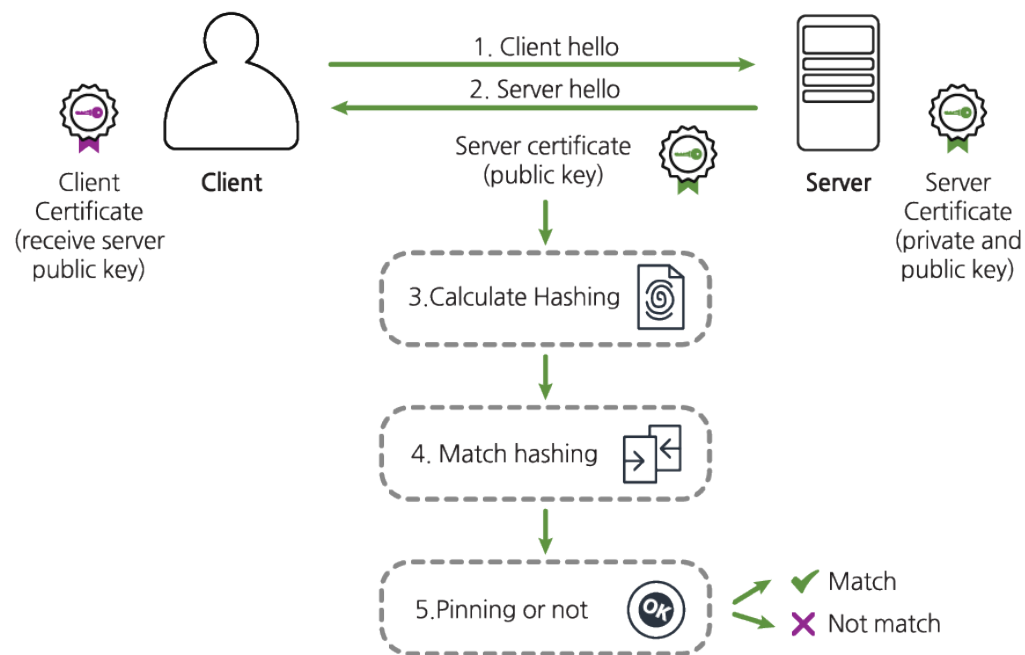 1. Client hello
2. Server hello
Server certificate
(public key)
Client
Server
Client
Certificate
(receive server
public key)
Server
Certificate
(private and
public key)
3.Calculate Hashing
4. Match hashing
5.Pinning or not
OK
Match
Not match